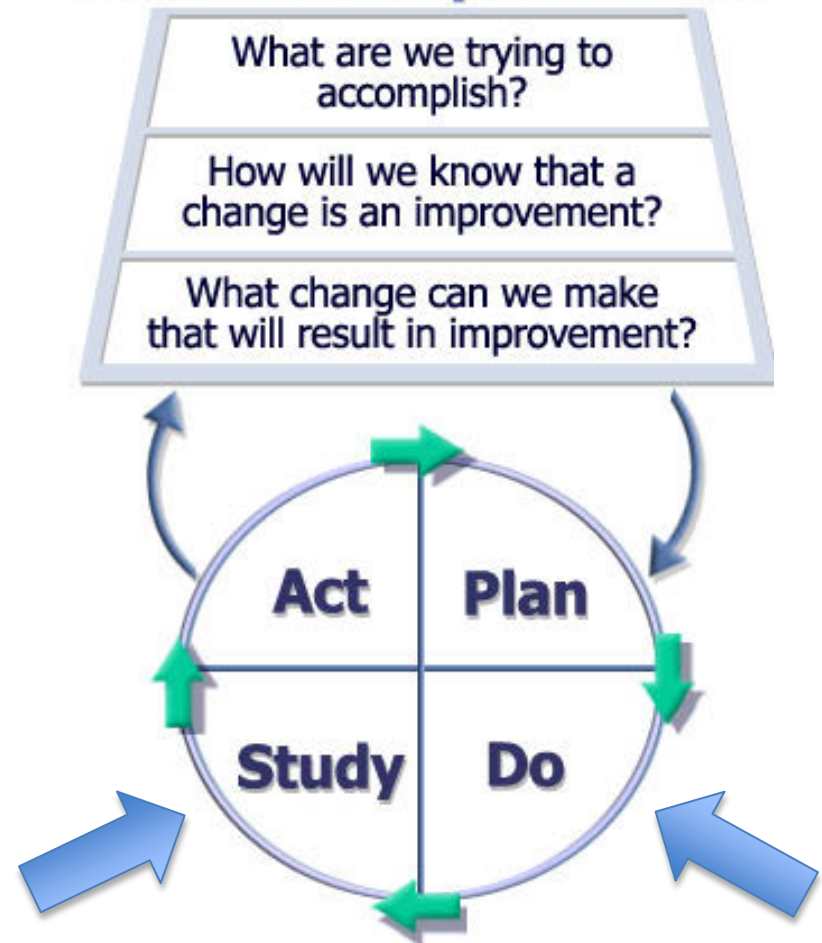 What are we trying to
accomplish?
How will we know that a
change is an improvement?
What change can we make
that will result in improvement?
Act
Plan
Study
Do